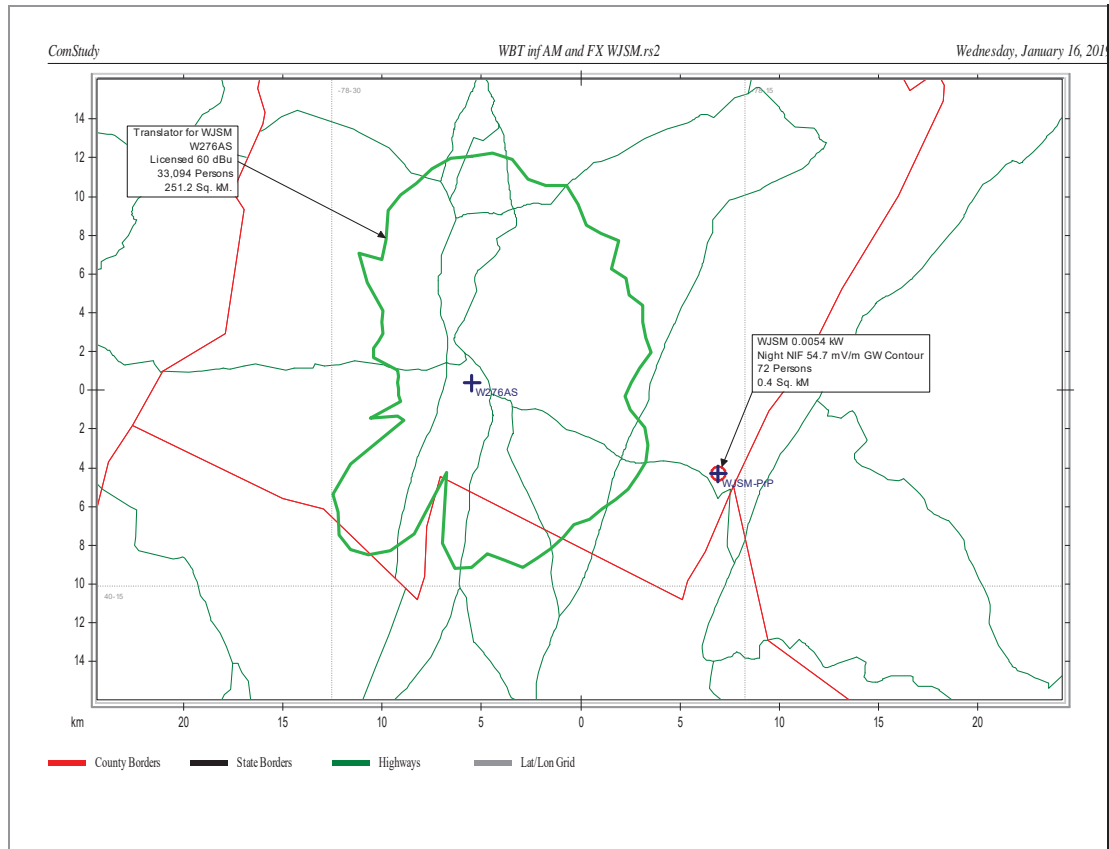 ComStudy WBT inf AM and FX WJSM.rs2 Wednesday, January 16, 2019
-78-30
14
12
10
8
6
4
2
0
2
4
6
8
10
12
14
Translator for WJSM
W276AS
Licensed 60 dBu
33,094 Persons
251.2 Sq. kM.
WJSM 0.0054 kW
Night NIF 54.7 mV/m GW Contour
72 Persons
0.4 Sq. kM
W276AS
40-15
km 20 15 10 5 0 5 10 15 20
County Borders State Borders Highways Lat/Lon Grid